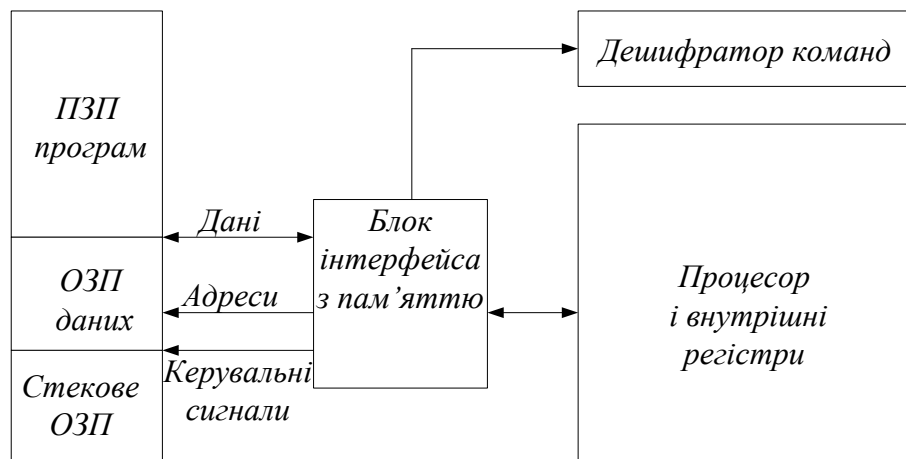 ПЗП
програм
ОЗП
даних
Стекове
ОЗП
Дані
Адреси
Керувальні
сигнали
Блок
інтерфейса
з пам’яттю
Дешифратор команд
Процесор
і внутрішні
регістри